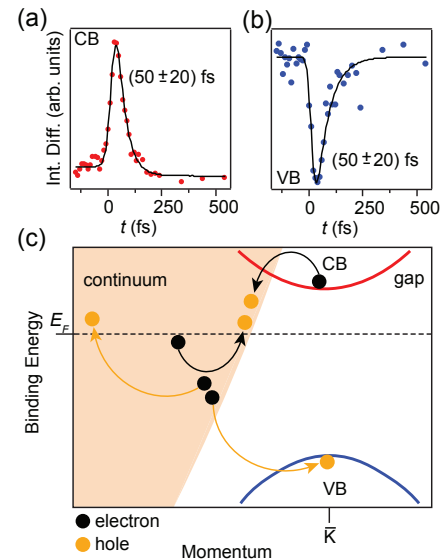 (a)
CB
Int. Diff. (arb. units)
(50 ± 20) fs
0
250
500
t (fs)
(b)
(50 ± 20) fs
VB
0
250
500
t (fs)
(c)
continuum
CB
gap
E_F
Binding Energy
VB
electron
hole
K̅
Momentum